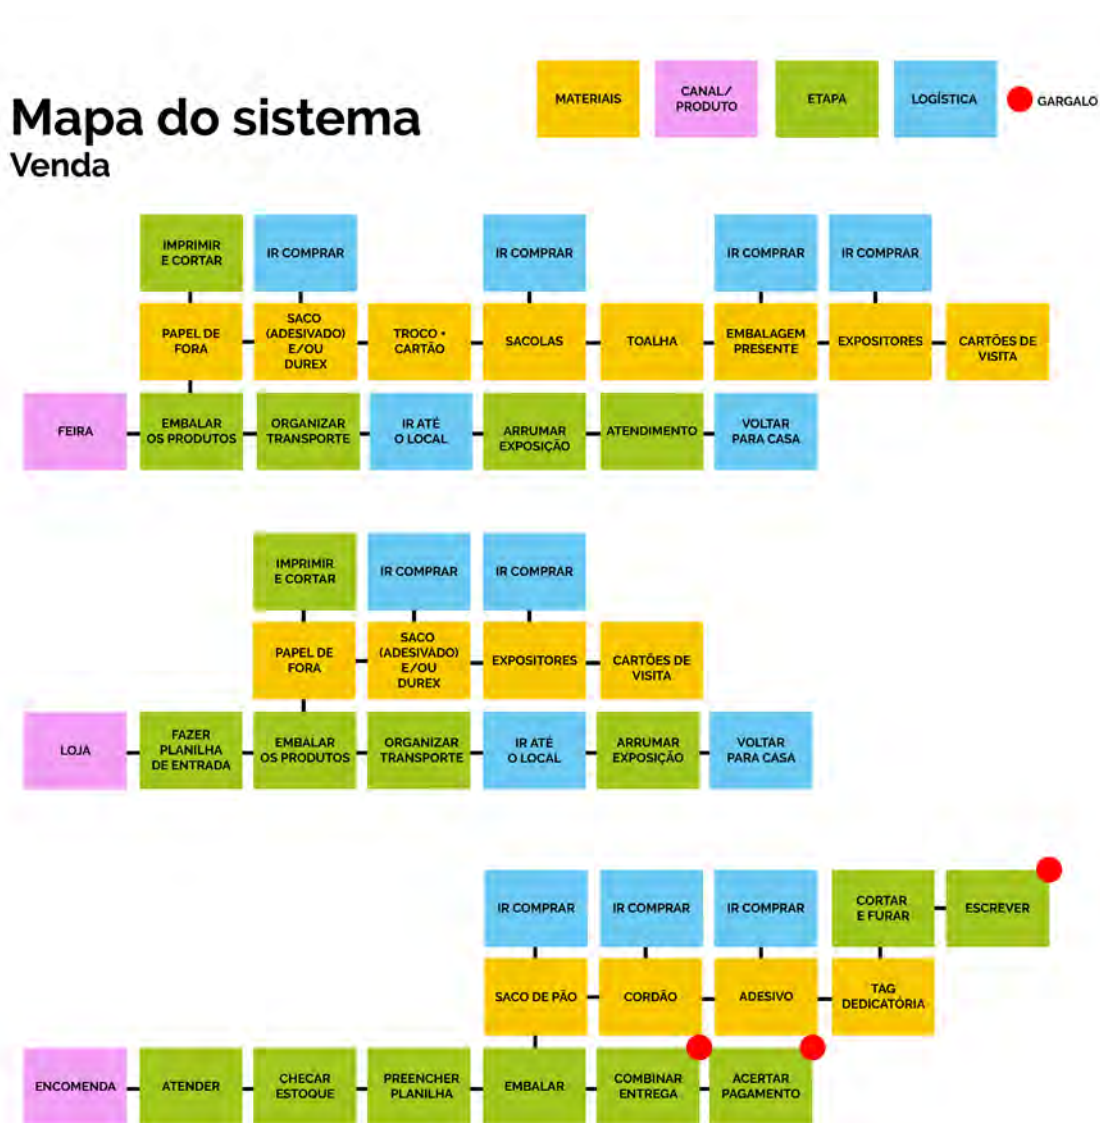 Mapa do sistema
Venda
MATERIAIS
CANAL/
PRODUTO
ETAPA
LOGÍSTICA
GARGALO
IMPRIMIR
E CORTAR
IR COMPRAR
IR COMPRAR
IR COMPRAR
IR COMPRAR
PAPEL DE
FORA
SACO
(ADESIVADO)
E/OU
DUREX
TROCO +
CARTÃO
SACOLAS
TOALHA
EMBALAGEM
PRESENTE
EXPOSITORES
CARTÕES DE
VISITA
FEIRA
EMBALAR
OS PRODUTOS
ORGANIZAR
TRANSPORTE
IR ATÉ
O LOCAL
ARRUMAR
EXPOSIÇÃO
ATENDIMENTO
VOLTAR
PARA CASA
IMPRIMIR
E CORTAR
IR COMPRAR
IR COMPRAR
PAPEL DE
FORA
SACO
(ADESIVADO)
E/OU
DUREX
EXPOSITORES
CARTÕES DE
VISITA
LOJA
FAZER
PLANILHA
DE ENTRADA
EMBALAR
OS PRODUTOS
ORGANIZAR
TRANSPORTE
IR ATÉ
O LOCAL
ARRUMAR
EXPOSIÇÃO
VOLTAR
PARA CASA
IR COMPRAR
IR COMPRAR
IR COMPRAR
CORTAR
E FURAR
ESCREVER
SACO DE PÃO
CORDÃO
ADESIVO
TAG
DEDICATÓRIA
ENCOMENDA
ATENDER
CHECAR
ESTOQUE
PREENCHER
PLANILHA
EMBALAR
COMBINAR
ENTREGA
ACERTAR
PAGAMENTO